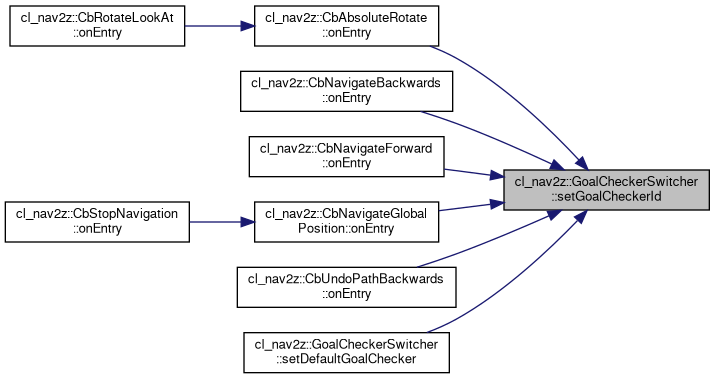 cl_nav2z::CbRotateLookAt
::onEntry
cl_nav2z::CbAbsoluteRotate
::onEntry
cl_nav2z::CbNavigateBackwards
::onEntry
cl_nav2z::CbNavigateForward
::onEntry
cl_nav2z::GoalCheckerSwitcher
::setGoalCheckerId
cl_nav2z::CbStopNavigation
::onEntry
cl_nav2z::CbNavigateGlobal
Position::onEntry
cl_nav2z::CbUndoPathBackwards
::onEntry
cl_nav2z::GoalCheckerSwitcher
::setDefaultGoalChecker